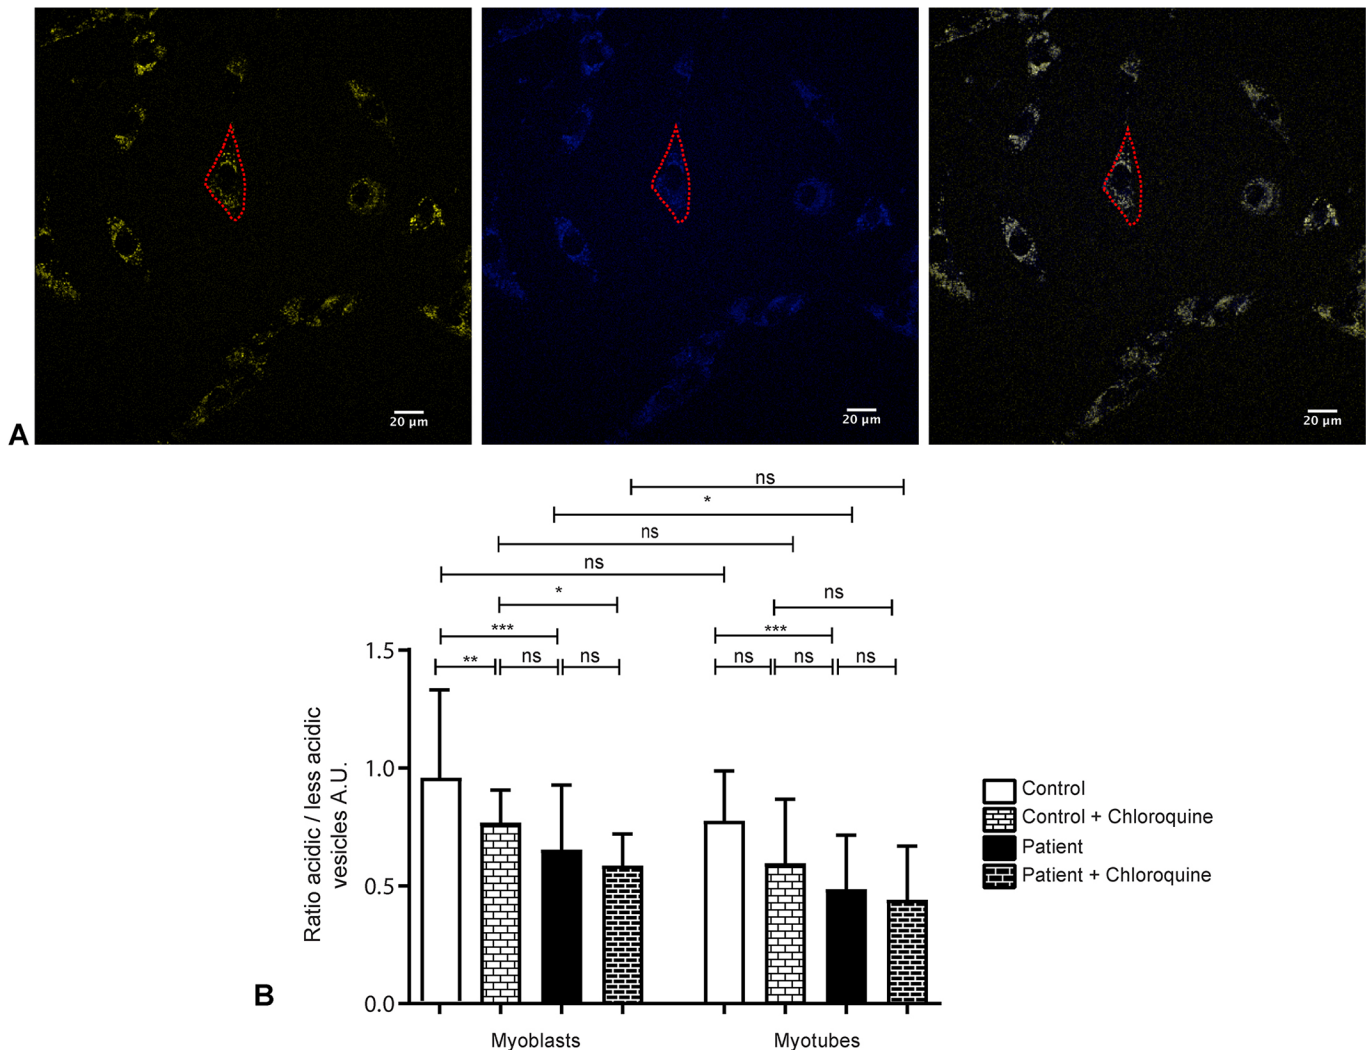 20 µm
20 µm
20 µm
A
ns
*
ns
ns
*
ns
***
***
**
ns
ns
ns
ns
ns
1.5
1.0
0.5
0.0
Ratio acidic / less acidic
vesicles A.U.
Control
Control + Chloroquine
Patient
Patient + Chloroquine
B
Myoblasts
Myotubes